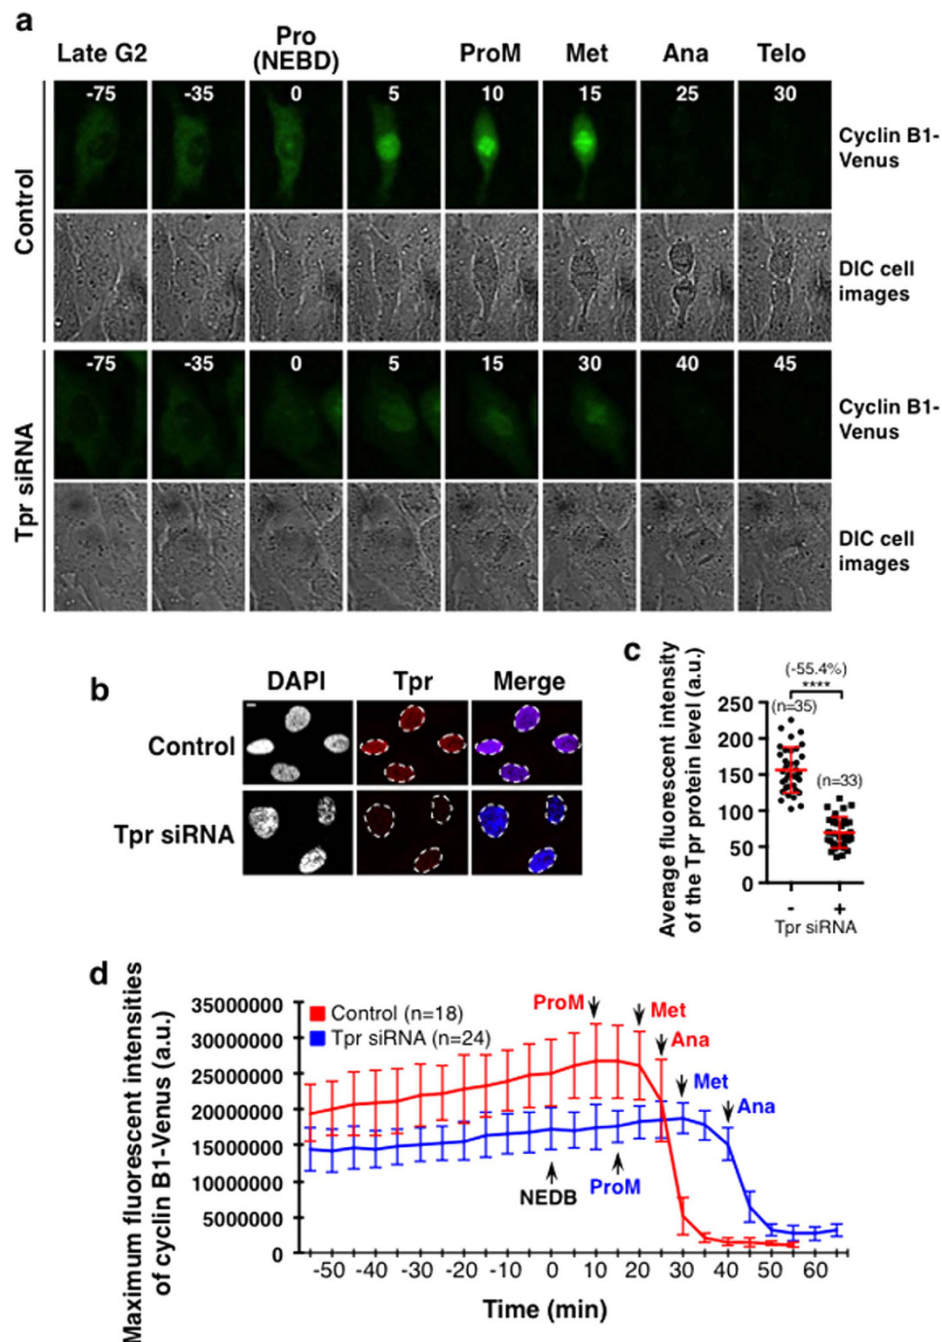 a
Late G2
Pro
(NEBD)
ProM
Met
Ana
Telo
Control
-75
-35
0
5
10
15
25
30
Cyclin B1-
Venus
DIC cell
images
Tpr siRNA
-75
-35
0
5
15
30
40
45
Cyclin B1-
Venus
DIC cell
images
b
DAPI
Tpr
Merge
Control
Tpr siRNA
c
Average fluorescent intensity
of the Tpr protein level (a.u.)
(-55.4%)
****
(n=35)
(n=33)
250
200
150
100
50
0
-
+
Tpr siRNA
d
Maximum fluorescent intensities
of cyclin B1-Venus (a.u.)
35000000
30000000
25000000
20000000
15000000
10000000
5000000
0
Control (n=18)
Tpr siRNA (n=24)
ProM
Met
Ana
Met
Ana
NEDB
ProM
-50 -40 -30 -20 -10 0 10 20 30 40 50 60
Time (min)